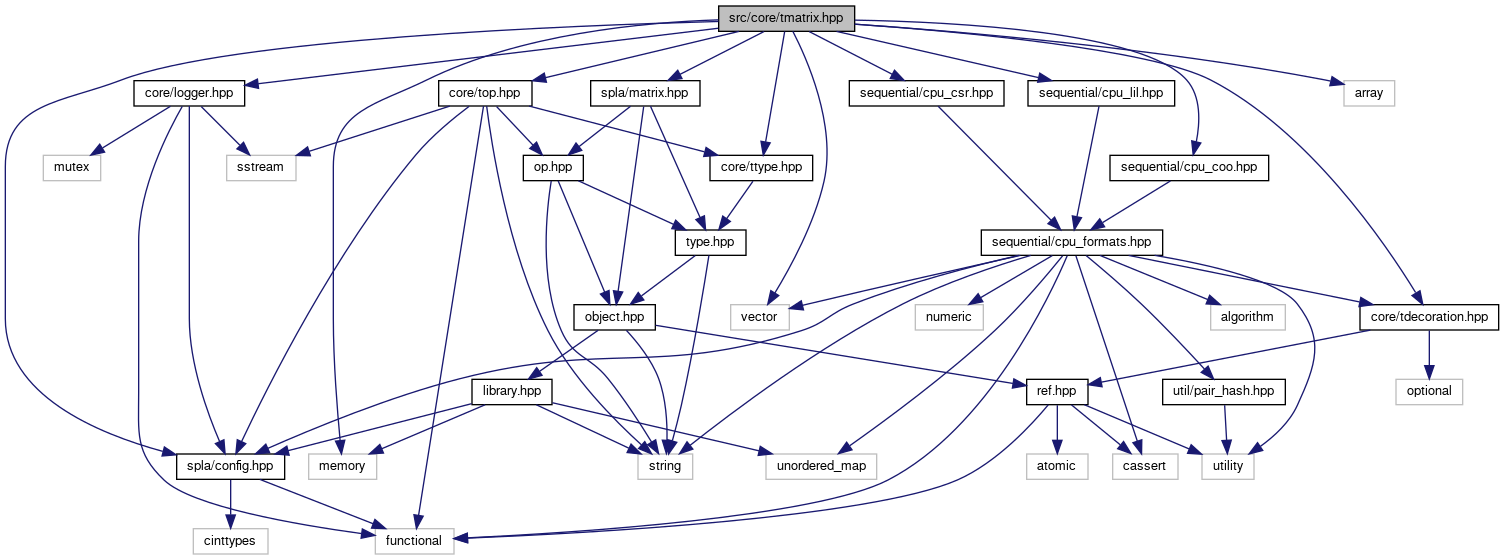 src/core/tmatrix.hpp
core/logger.hpp
core/top.hpp
spla/matrix.hpp
sequential/cpu_csr.hpp
sequential/cpu_lil.hpp
array
mutex
sstream
op.hpp
core/ttype.hpp
sequential/cpu_coo.hpp
type.hpp
sequential/cpu_formats.hpp
object.hpp
vector
numeric
algorithm
core/tdecoration.hpp
library.hpp
ref.hpp
util/pair_hash.hpp
optional
spla/config.hpp
memory
string
unordered_map
atomic
cassert
utility
cinttypes
functional